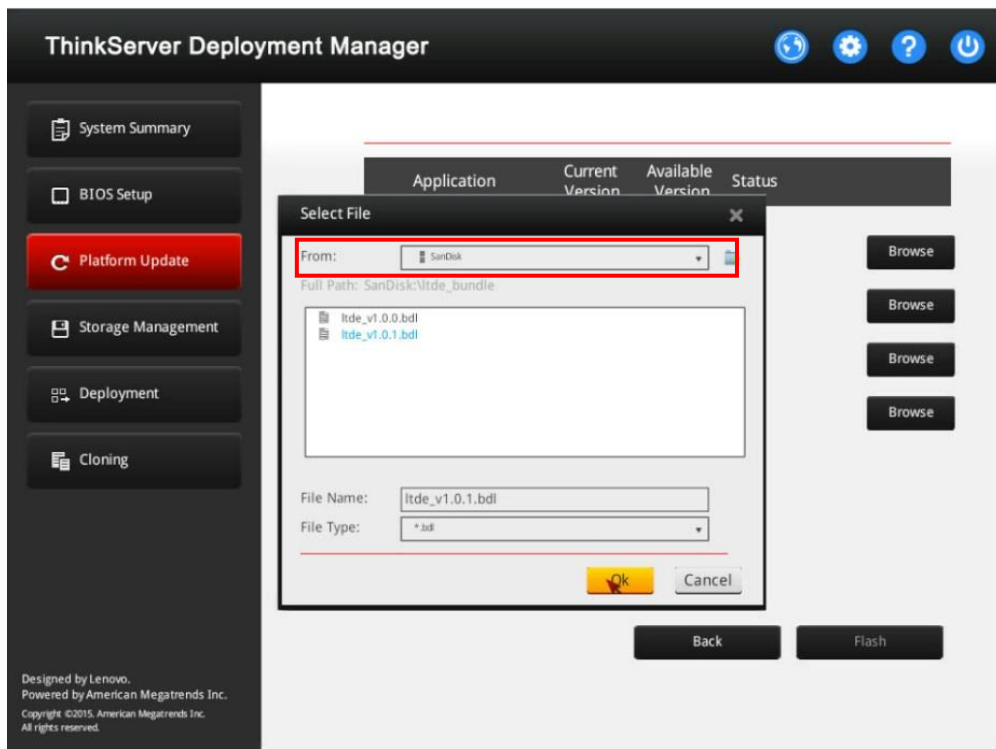 ThinkServer Deployment Manager
System Summary
BIOS Setup
Platform Update
Storage Management
Deployment
Cloning
Application
Current Version
Available Version
Status
Select File
From:
SanDisk
Full Path: SanDisk:\ltde_bundle
ltde_v1.0.0.bdl
ltde_v1.0.1.bdl
File Name:
ltde_v1.0.1.bdl
File Type:
*.bdl
Ok
Cancel
Browse
Browse
Browse
Browse
Back
Flash
Designed by Lenovo.
Powered by American Megatrends Inc.
Copyright ©2015. American Megatrends Inc.
All rights reserved.